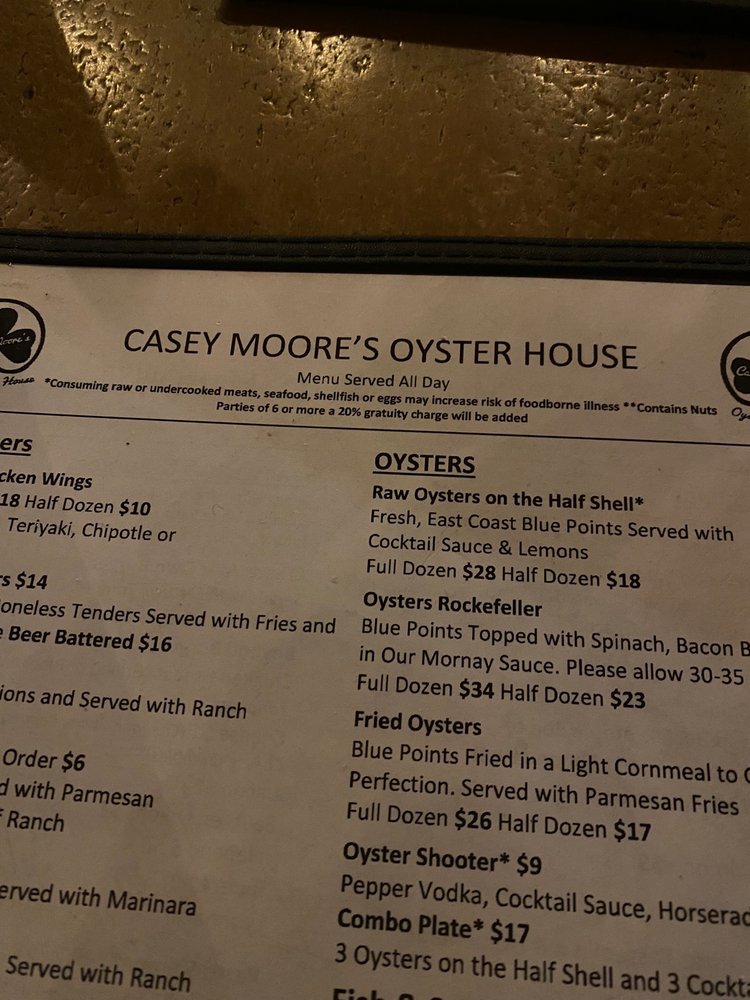 CASEY MOORE'S OYSTER HOUSE
Menu Served All Day
*Consuming raw or undercooked meats, seafood, shellfish or eggs may increase risk of foodborne illness **Contains Nuts
Parties of 6 or more a 20% gratuity charge will be added
Moore's
House
ers
cken Wings
18 Half Dozen $10
Teriyaki, Chipotle or
rs $14
oneless Tenders Served with Fries and
e Beer Battered $16
ions and Served with Ranch
Order $6
d with Parmesan
f Ranch
erved with Marinara
Served with Ranch
OYSTERS
Raw Oysters on the Half Shell*
Fresh, East Coast Blue Points Served with
Cocktail Sauce & Lemons
Full Dozen $28 Half Dozen $18
Oysters Rockefeller
Blue Points Topped with Spinach, Bacon B
in Our Mornay Sauce. Please allow 30-35
Full Dozen $34 Half Dozen $23
Fried Oysters
Blue Points Fried in a Light Cornmeal to
Perfection. Served with Parmesan Fries
Full Dozen $26 Half Dozen $17
Oyster Shooter* $9
Pepper Vodka, Cocktail Sauce, Horserad
Combo Plate* $17
3 Oysters on the Half Shell and 3 Cockta